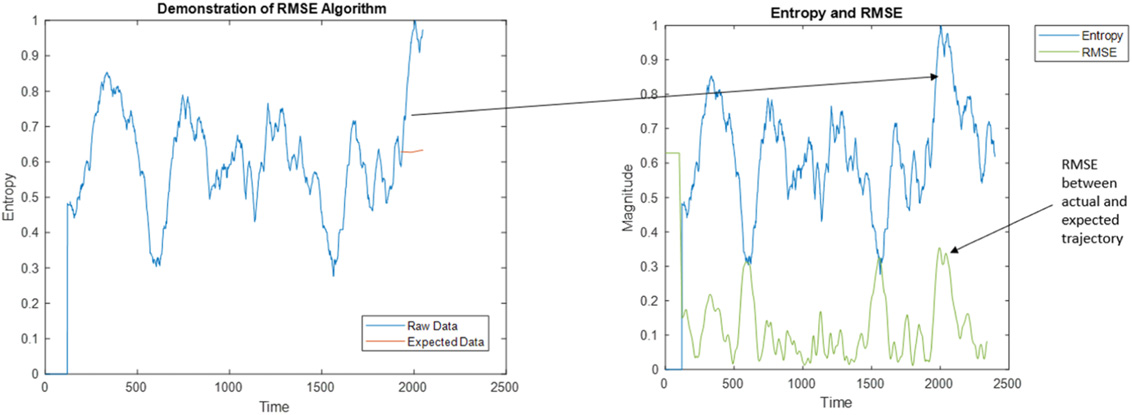 Demonstration of RMSE Algorithm
1
0.9
0.8
0.7
0.6
0.5
0.4
0.3
0.2
0.1
0
Entropy
0
500
1000
1500
2000
2500
Time
Raw Data
Expected Data
Entropy and RMSE
1
0.9
0.8
0.7
0.6
0.5
0.4
0.3
0.2
0.1
0
Magnitude
0
500
1000
1500
2000
2500
Time
Entropy
RMSE
RMSE
between
actual and
expected
trajectory